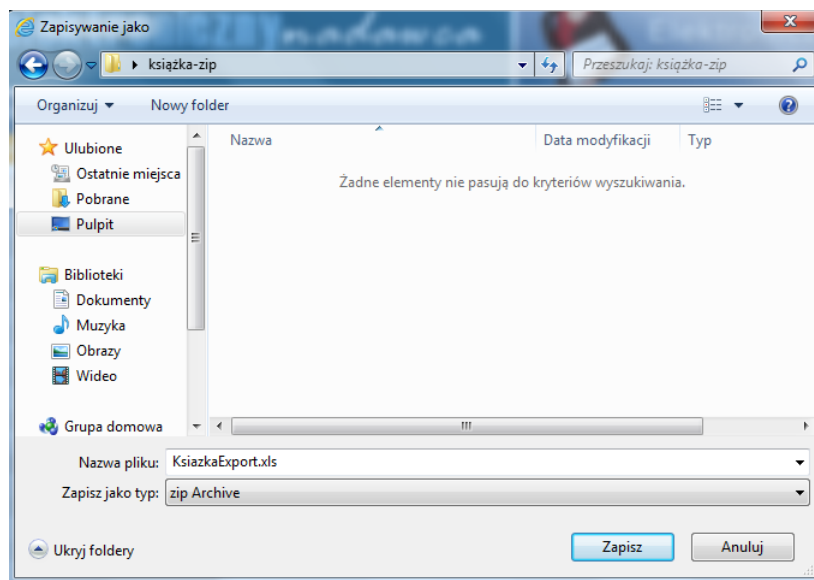 Zapisywanie jako
książka-zip
Przeszukaj: książka-zip
Organizuj
Nowy folder
Nazwa
Data modyfikacji
Typ
Ulubione
Ostatnie miejsca
Pobrane
Pulpit
Żadne elementy nie pasują do kryteriów wyszukiwania.
Biblioteki
Dokumenty
Muzyka
Obrazy
Wideo
Grupa domowa
Nazwa pliku: KsiazkaExport.xls
Zapisz jako typ: zip Archive
Ukryj foldery
Zapisz
Anuluj